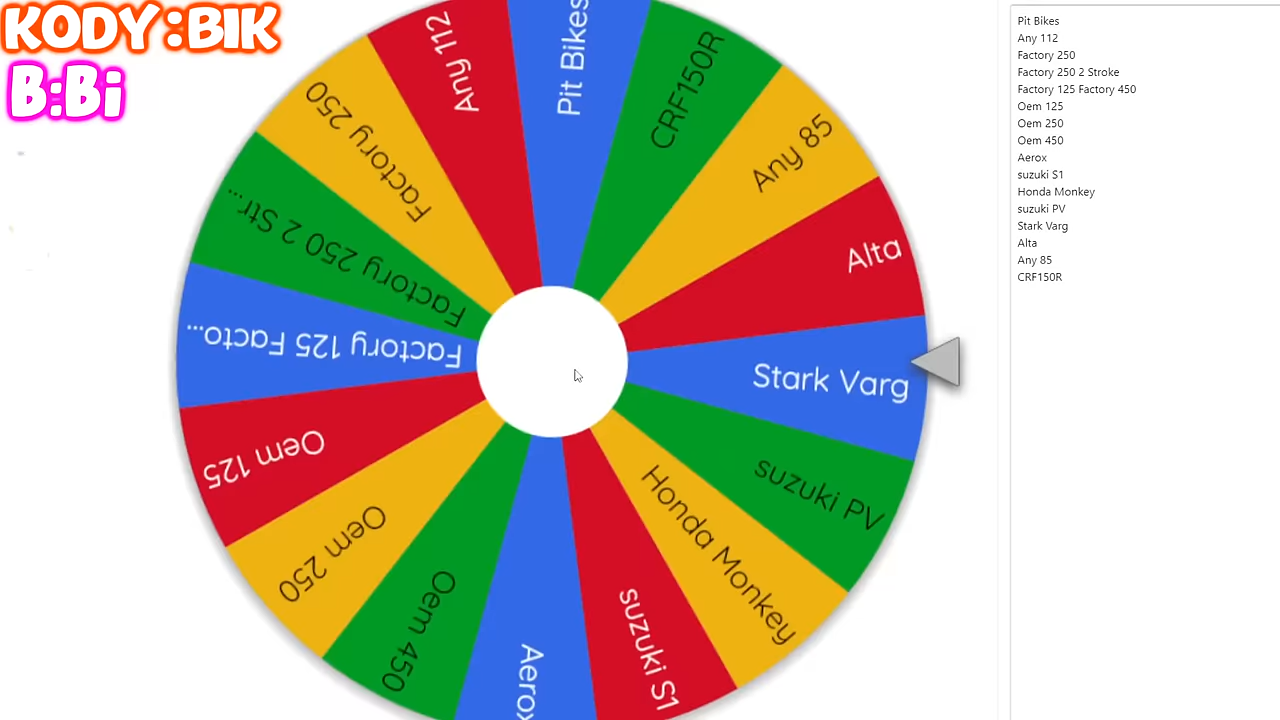 KODY:BIK
B:Bi
Any 112
Pit Bikes
CRF150R
Any 85
Alta
Stark Varg
suzuki PV
Honda Monkey
suzuki S1
Aerox
Oem 450
Oem 250
Oem 125
Factory 125 Facto...
Factory 250 2 Str...
Factory 250
Pit Bikes
Any 112
Factory 250
Factory 250 2 Stroke
Factory 125 Factory 450
Oem 125
Oem 250
Oem 450
Aerox
suzuki S1
Honda Monkey
suzuki PV
Stark Varg
Alta
Any 85
CRF150R